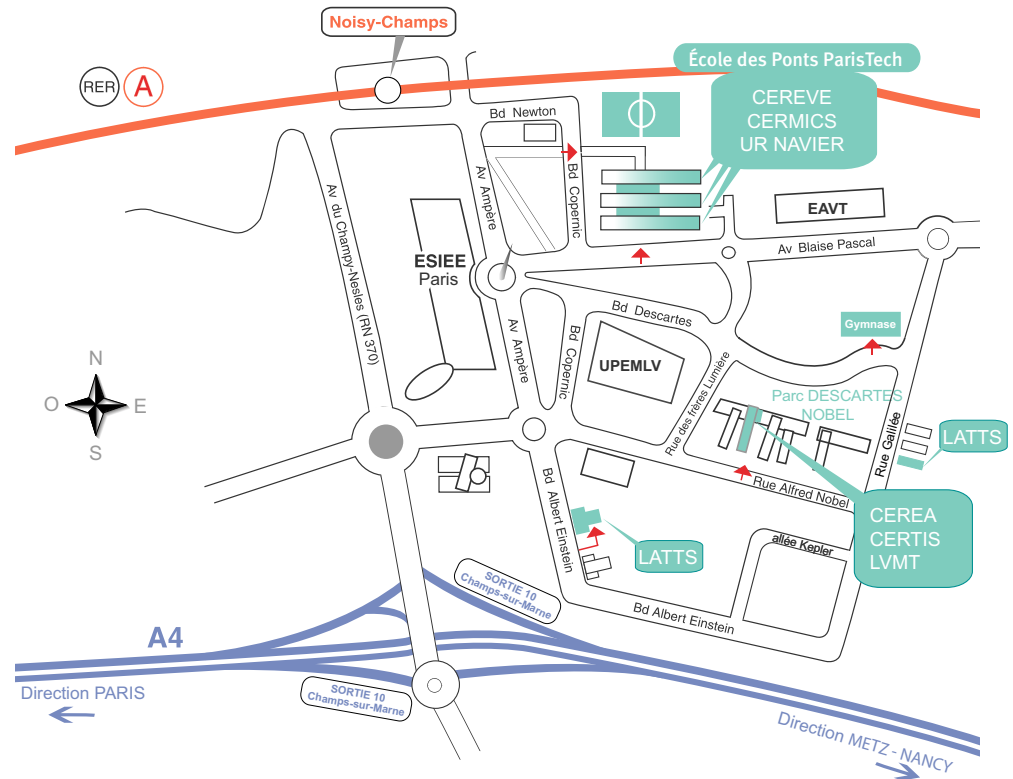 Noisy-Champs
RER A
École des Ponts ParisTech
CEREVE
CERMICS
UR NAVIER
Bd Newton
Bd Copernic
Av Ampère
Av du Champy-Nesles (RN 370)
EAVT
Av Blaise Pascal
ESIEE
Paris
Bd Descartes
Gymnase
Av Ampère
Bd Copernic
UPEMLV
Rue des frères Lumière
Parc DESCARTES
NOBEL
Rue Galilée
LATTS
N
O
E
S
Rue Alfred Nobel
CEREA
CERTIS
LVMT
Bd Albert Einstein
LATTS
allée Kepler
SORTIE 10
Champs-sur-Marne
Bd Albert Einstein
A4
Direction PARIS
SORTIE 10
Champs-sur-Marne
Direction METZ - NANCY